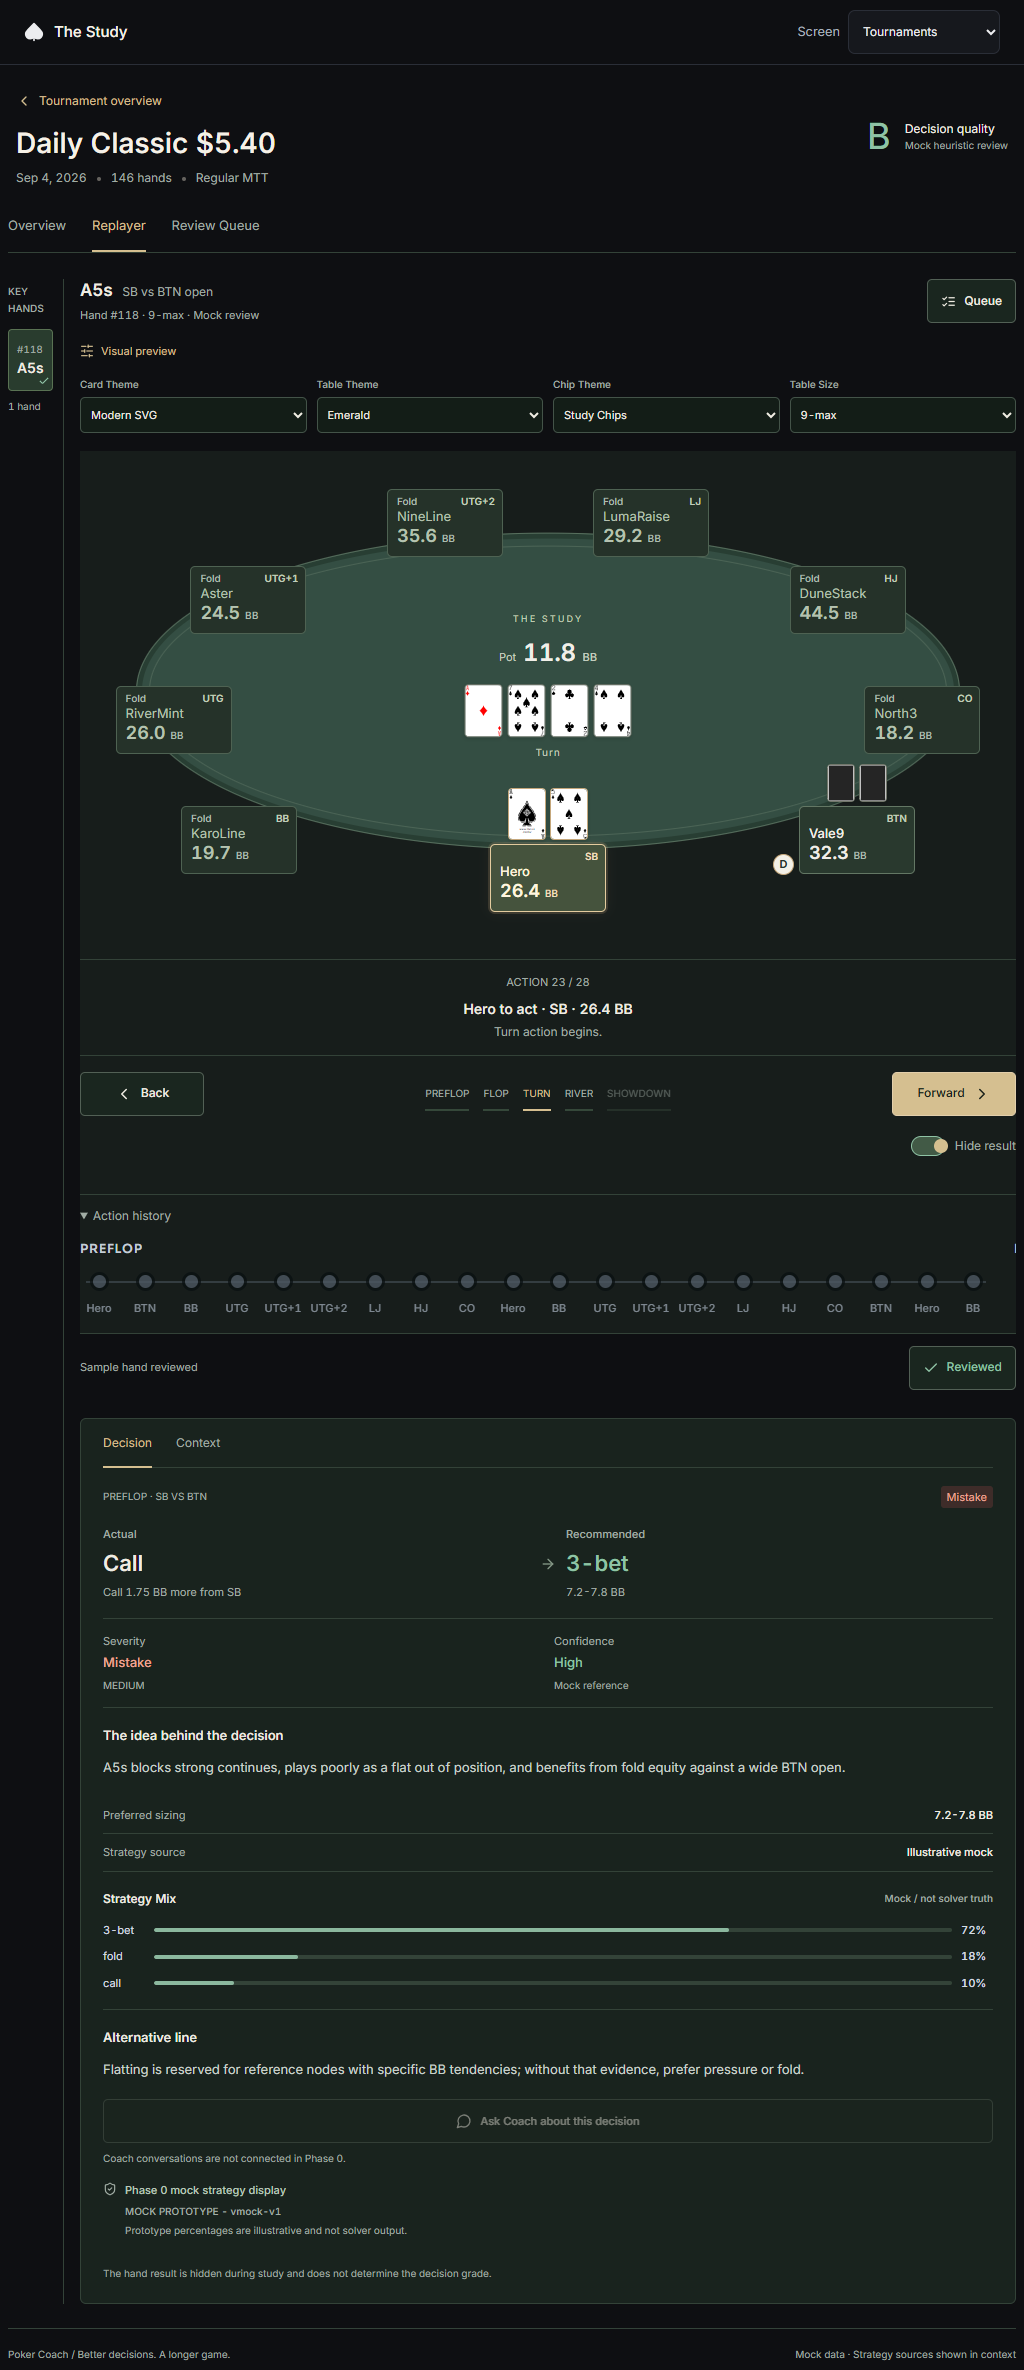 The Study
Screen
Tournaments
Tournament overview
Daily Classic $5.40
Sep 4, 2026 • 146 hands • Regular MTT
B
Decision quality
Mock heuristic review
Overview
Replayer
Review Queue
KEY
HANDS
#118
A5s
1 hand
A5s SB vs BTN open
Hand #118 · 9-max · Mock review
Queue
Visual preview
Card Theme
Table Theme
Chip Theme
Table Size
Modern SVG
Emerald
Study Chips
9-max
Fold UTG+2
NineLine
35.6 BB
Fold LJ
LumaRaise
29.2 BB
Fold UTG+1
Aster
24.5 BB
Fold HJ
DuneStack
44.5 BB
THE STUDY
Pot 11.8 BB
Fold UTG
RiverMint
26.0 BB
Fold CO
North3
18.2 BB
Turn
Fold BB
KaroLine
19.7 BB
BTN
Vale9
32.3 BB
D
SB
Hero
26.4 BB
ACTION 23 / 28
Hero to act · SB · 26.4 BB
Turn action begins.
Back
PREFLOP
FLOP
TURN
RIVER
SHOWDOWN
Forward
Hide result
▼ Action history
PREFLOP
Hero BTN BB UTG UTG+1 UTG+2 LJ HJ CO Hero BB UTG UTG+1 UTG+2 LJ HJ CO BTN Hero BB
Sample hand reviewed
Reviewed
Decision
Context
PREFLOP · SB VS BTN
Mistake
Actual
Recommended
Call
3-bet
Call 1.75 BB more from SB
7.2-7.8 BB
Severity
Confidence
Mistake
High
MEDIUM
Mock reference
The idea behind the decision
A5s blocks strong continues, plays poorly as a flat out of position, and benefits from fold equity against a wide BTN open.
Preferred sizing
7.2-7.8 BB
Strategy source
Illustrative mock
Strategy Mix
Mock / not solver truth
3-bet 72%
fold 18%
call 10%
Alternative line
Flatting is reserved for reference nodes with specific BB tendencies; without that evidence, prefer pressure or fold.
Ask Coach about this decision
Coach conversations are not connected in Phase 0.
Phase 0 mock strategy display
MOCK PROTOTYPE - vmock-v1
Prototype percentages are illustrative and not solver output.
The hand result is hidden during study and does not determine the decision grade.
Poker Coach / Better decisions. A longer game.
Mock data · Strategy sources shown in context